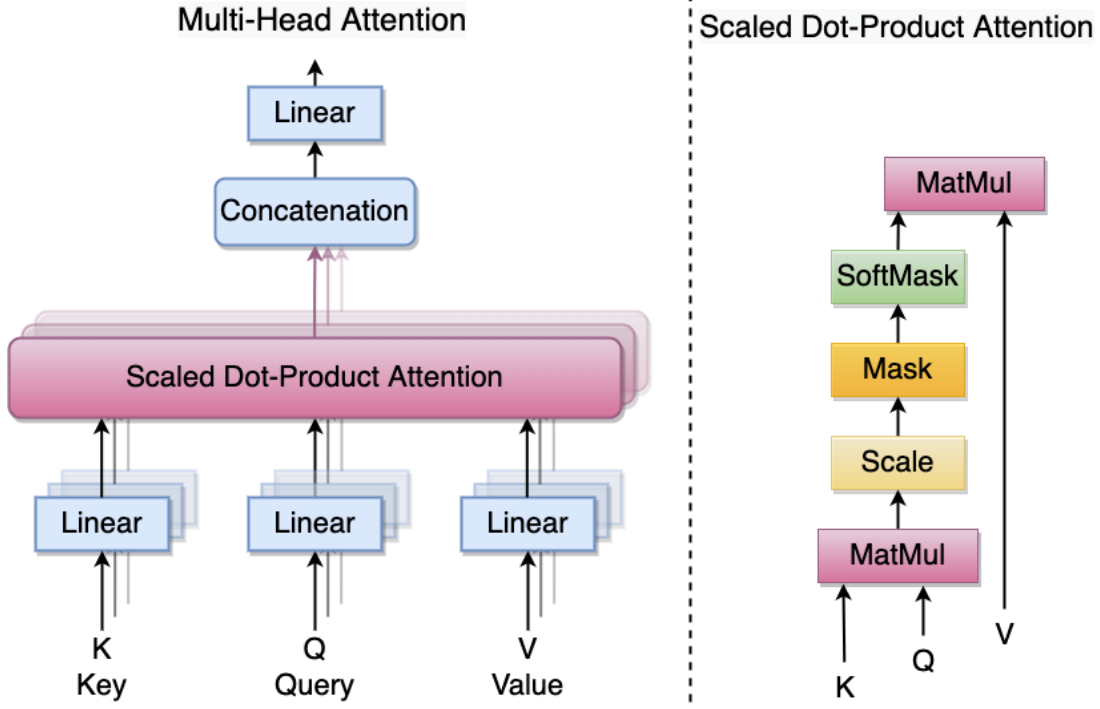 Multi-Head Attention
Linear
Concatenation
Scaled Dot-Product Attention
Linear
Linear
Linear
K
Q
V
Key
Query
Value
Scaled Dot-Product Attention
MatMul
SoftMask
Mask
Scale
MatMul
V
Q
K